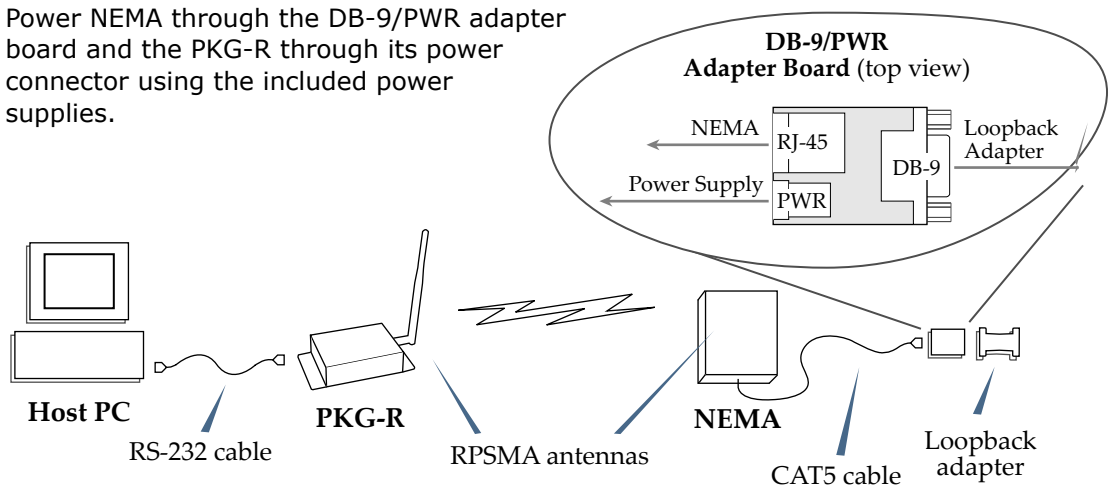 Power NEMA through the DB-9/PWR adapter
board and the PKG-R through its power
connector using the included power
supplies.
DB-9/PWR
Adapter Board (top view)
NEMA
RJ-45
Loopback
Adapter
DB-9
Power Supply
PWR
Host PC
PKG-R
NEMA
RS-232 cable
RPSMA antennas
CAT5 cable
Loopback
adapter